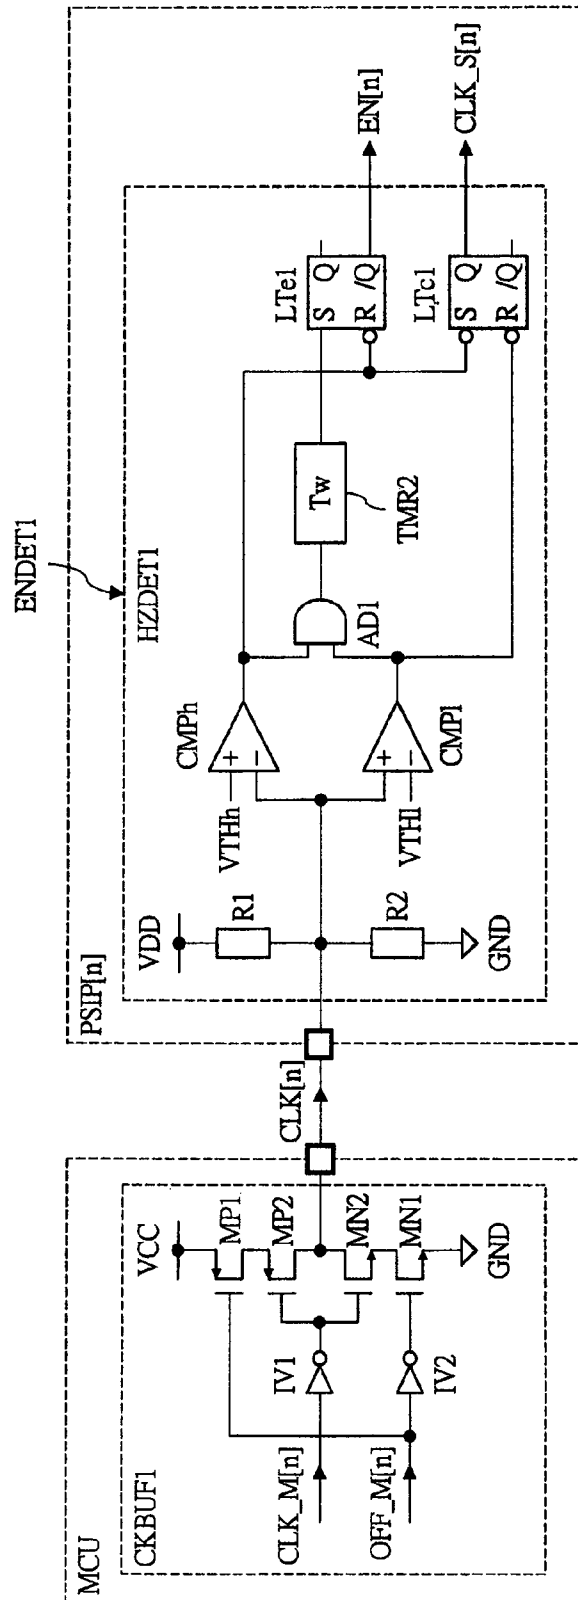 ENDET1
PSIP[n]
HZDET1
VDD
R1
R2
GND
VTHh
+
−
CMPh
+
−
VTHl
CMPl
AD1
Tw
TMR2
LTe1
S Q
R /Q
EN[n]
LTc1
S Q
R /Q
CLK_S[n]
CLK[n]
MCU
CKBUF1
VCC
MP1
MP2
MN2
MN1
GND
IV1
IV2
CLK_M[n]
OFF_M[n]